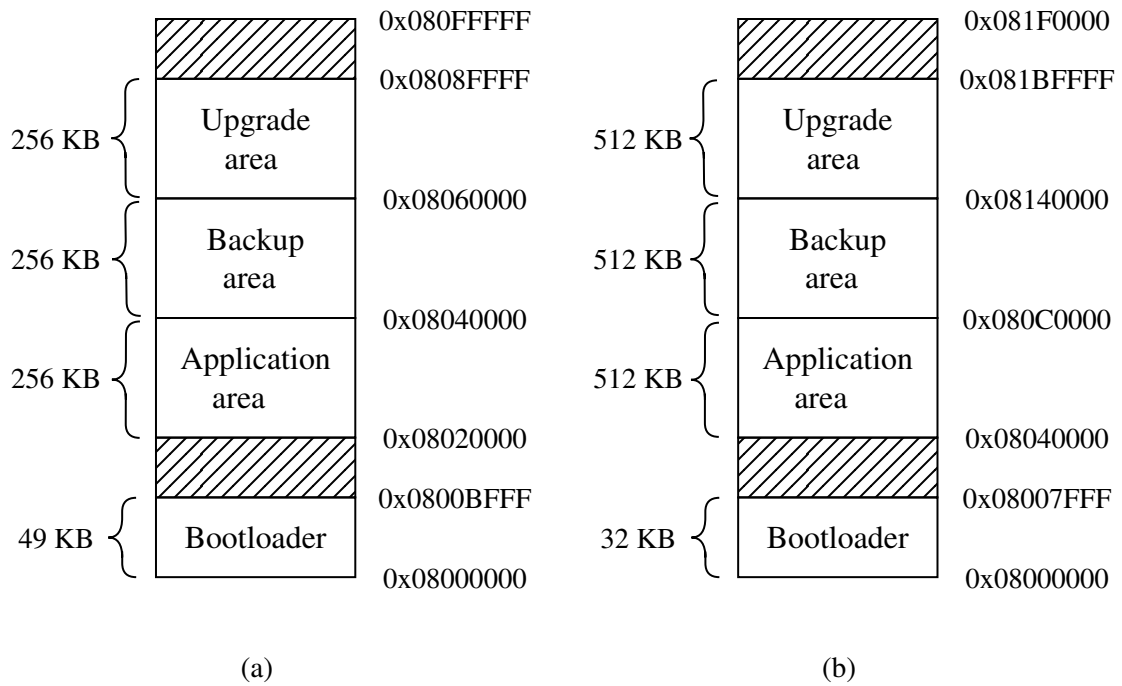 0x080FFFFF
0x0808FFFF
256 KB
Upgrade
area
0x08060000
256 KB
Backup
area
0x08040000
256 KB
Application
area
0x08020000
0x0800BFFF
49 KB
Bootloader
0x08000000
(a)
0x081F0000
0x081BFFFF
512 KB
Upgrade
area
0x08140000
512 KB
Backup
area
0x080C0000
512 KB
Application
area
0x08040000
0x08007FFF
32 KB
Bootloader
0x08000000
(b)